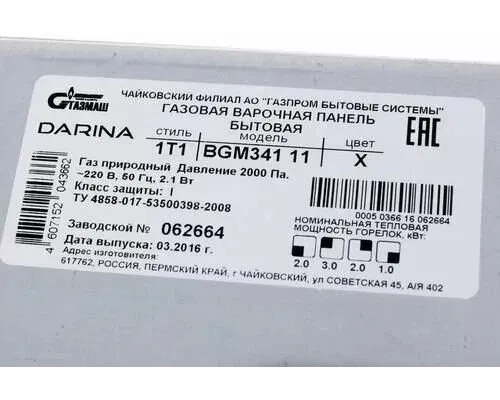 ГАЗМАШ
ЧАЙКОВСКИЙ ФИЛИАЛ АО "ГАЗПРОМ БЫТОВЫЕ СИСТЕМЫ"
ГАЗОВАЯ ВАРОЧНАЯ ПАНЕЛЬ
БЫТОВАЯ
DARINA
стиль модель цвет
1T1 BGM341 11 X
EAC
Газ природный Давление 2000 Па.
~220 В, 50 Гц, 2.1 Вт
Класс защиты: I
ТУ 4858-017-53500398-2008
0005 0366 16 062664
Заводской № 062664
Дата выпуска: 03.2016 г.
НОМИНАЛЬНАЯ ТЕПЛОВАЯ
МОЩНОСТЬ ГОРЕЛОК, кВт:
2.0 3.0 2.0 1.0
Адрес изготовителя:
617762, РОССИЯ, ПЕРМСКИЙ КРАЙ, г ЧАЙКОВСКИЙ, ул СОВЕТСКАЯ 45, А/Я 402
4 607152 043662